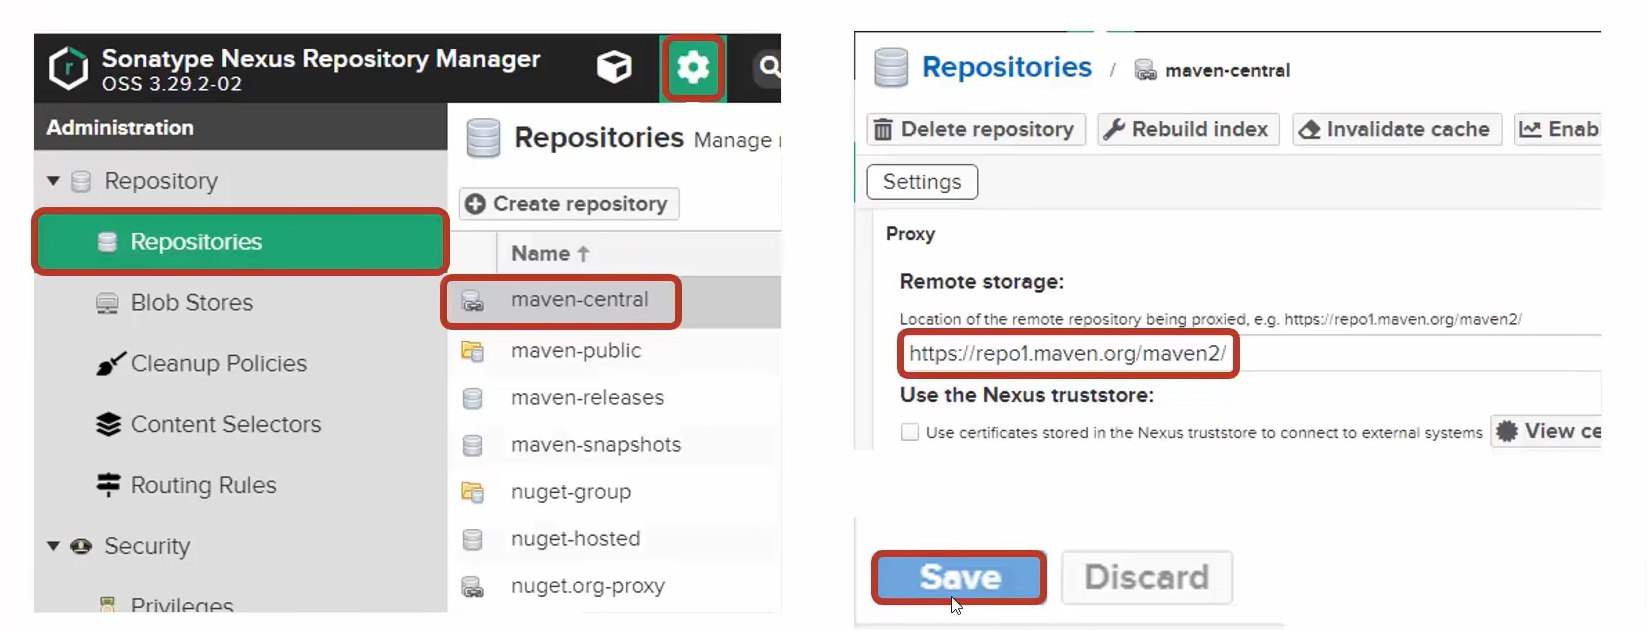 Sonatype Nexus Repository Manager
OSS 3.29.2-02
Administration
Repository
Repositories
Blob Stores
Cleanup Policies
Content Selectors
Routing Rules
Security
Privileges
Repositories Manage
Create repository
Name ↑
maven-central
maven-public
maven-releases
maven-snapshots
nuget-group
nuget-hosted
nuget.org-proxy
Repositories / maven-central
Delete repository Rebuild index Invalidate cache Enab
Settings
Proxy
Remote storage:
Location of the remote repository being proxied, e.g. https://repo1.maven.org/maven2/
https://repo1.maven.org/maven2/
Use the Nexus truststore:
Use certificates stored in the Nexus truststore to connect to external systems View ce
Save Discard